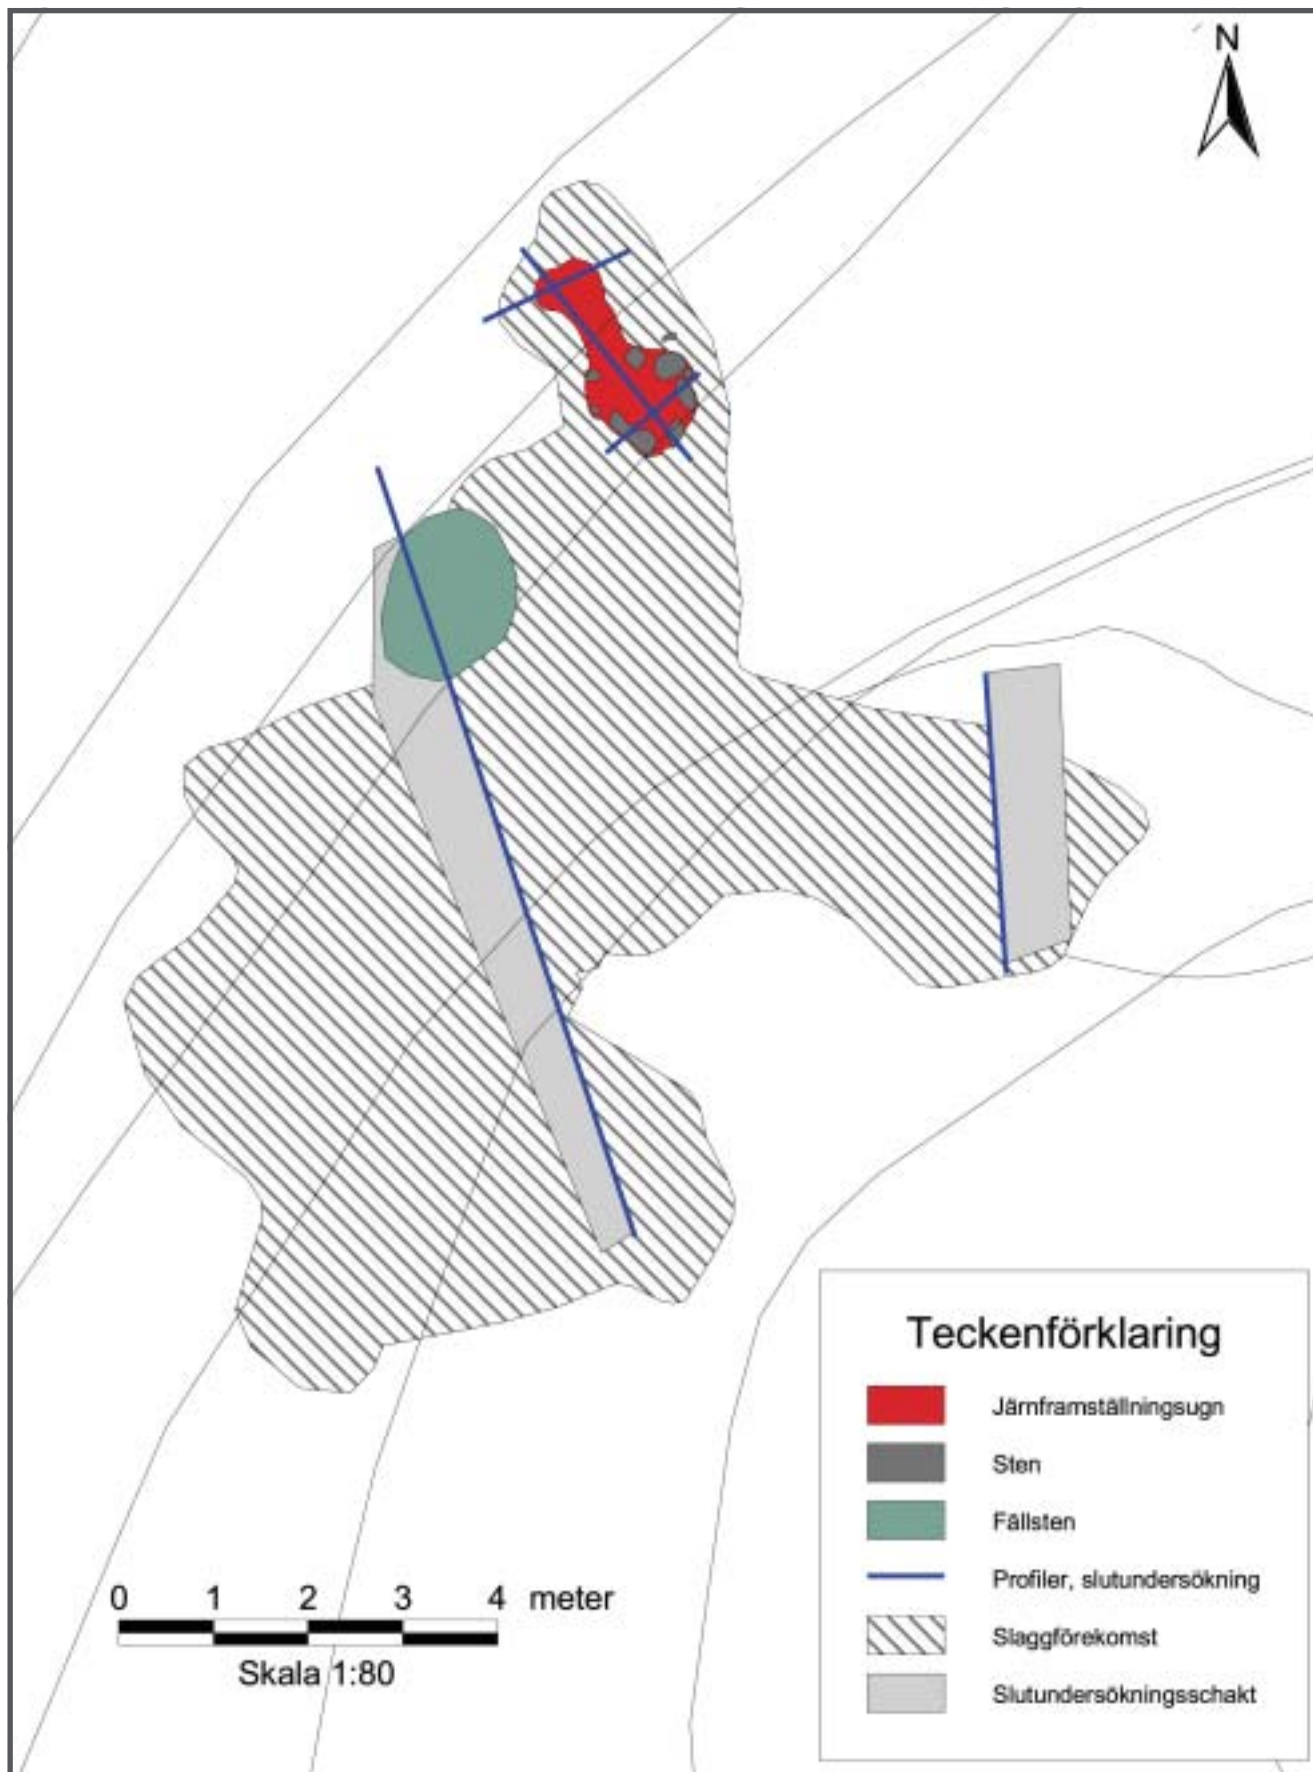 N
Teckenförklaring
Järnframställningsugn
Sten
Fällsten
Profiler, slutundersökning
Slaggförekomst
Slutundersökningsschakt
0 1 2 3 4 meter
Skala 1:80